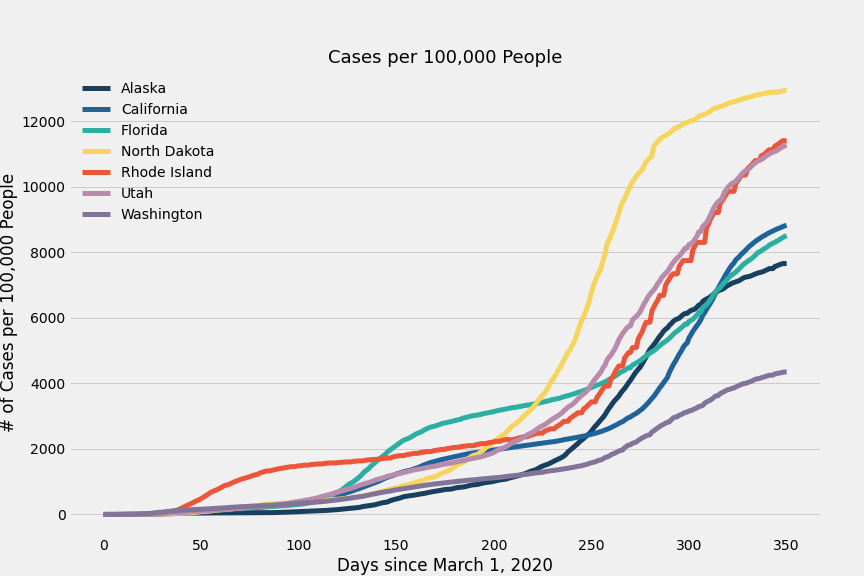 Cases per 100,000 People
Alaska
California
Florida
North Dakota
Rhode Island
Utah
Washington
# of Cases per 100,000 People
12000
10000
8000
6000
4000
2000
0
0 50 100 150 200 250 300 350
Days since March 1, 2020